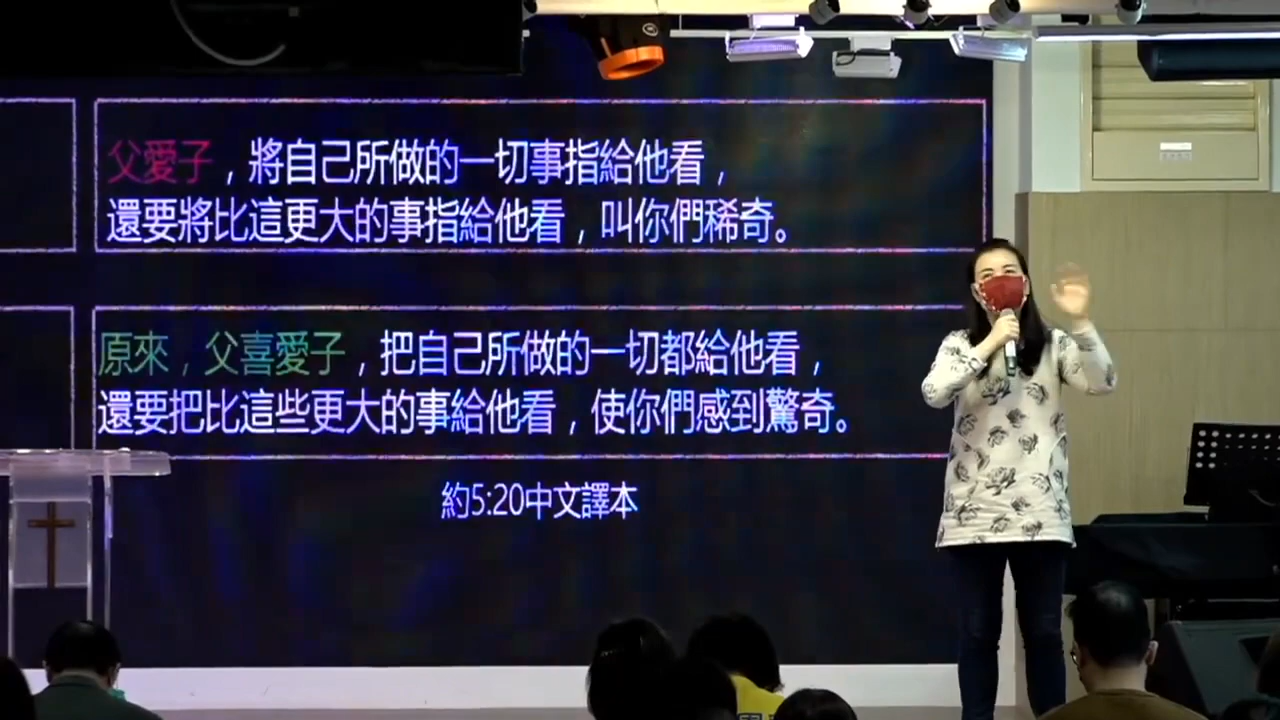 父愛子，將自己所做的一切事指給他看，
還要將比這更大的事指給他看，叫你們稀奇。
原來，父喜愛子，把自己所做的一切都給他看，
還要把比這些更大的事給他看，使你們感到驚奇。
約5:20中文譯本